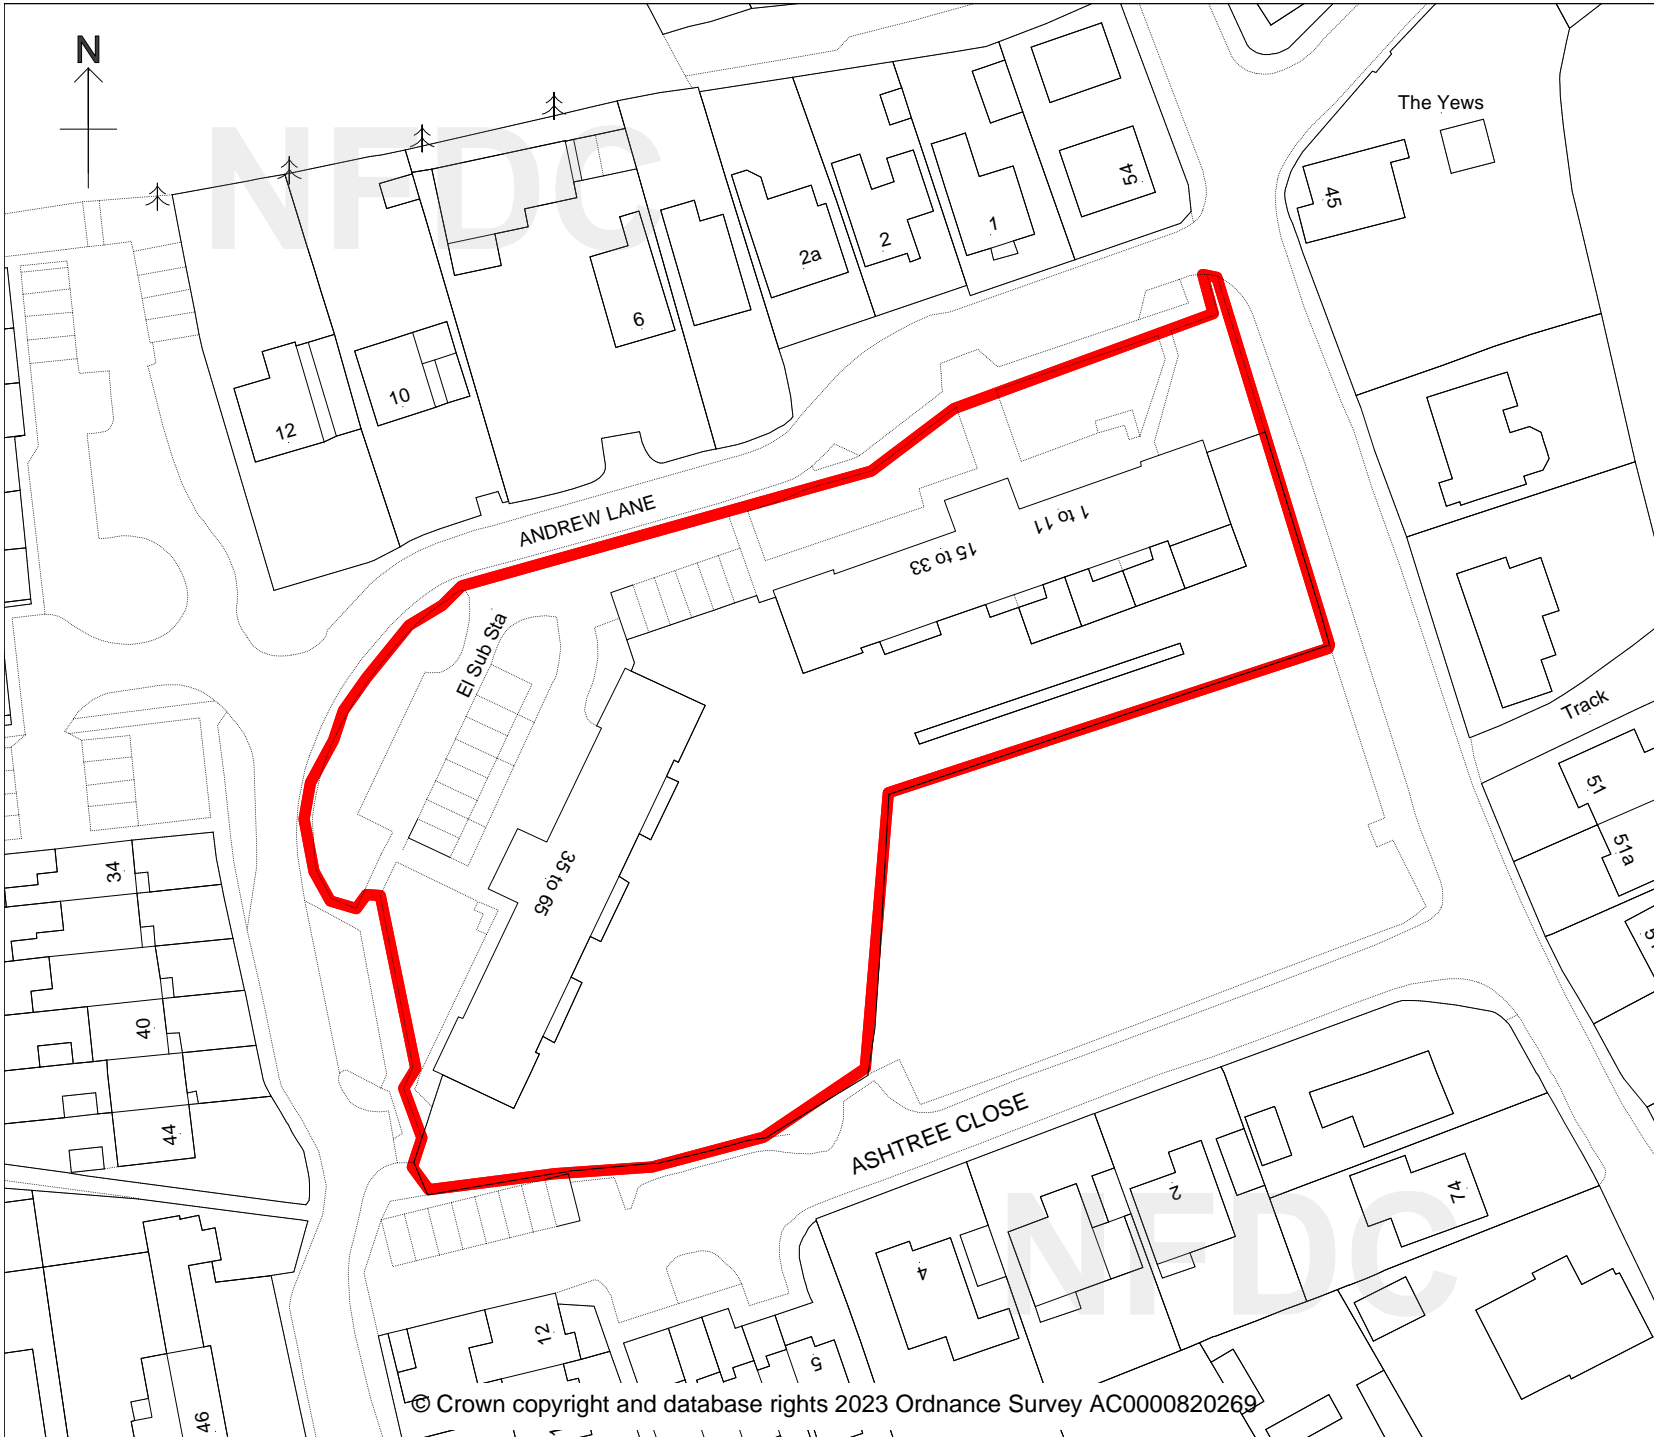 N
NFDC
The Yews
54
45
1
2
2a
6
10
12
ANDREW LANE
1 to 11
15 to 33
El Sub Sta
Track
51
51a
35 to 65
34
40
44
ASHTREE CLOSE
2
74
4
NFDC
12
5
46
© Crown copyright and database rights 2023 Ordnance Survey AC0000820269